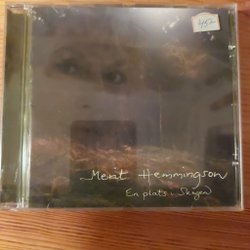 Merit Hemmingson
En plats i Skogen